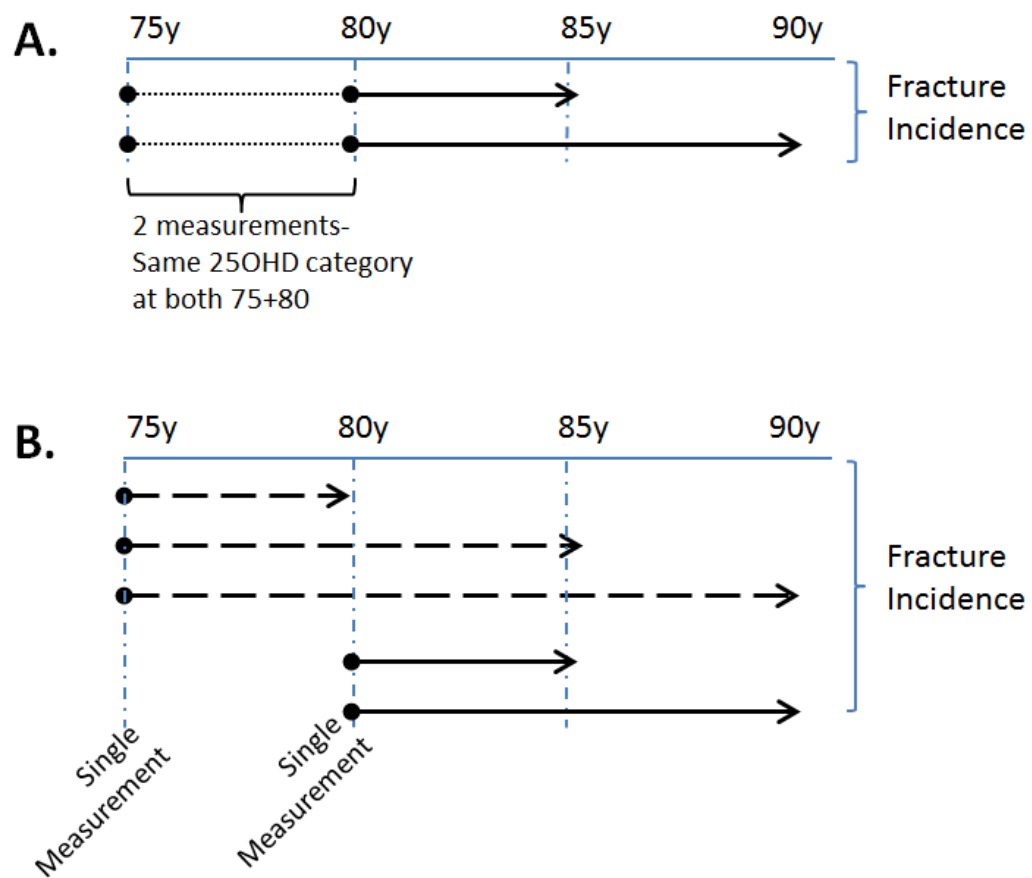 A.
75y 80y 85y 90y
Fracture
Incidence
2 measurements-
Same 25OHD category
at both 75+80
B.
75y 80y 85y 90y
Fracture
Incidence
Single
Measurement
Single
Measurement